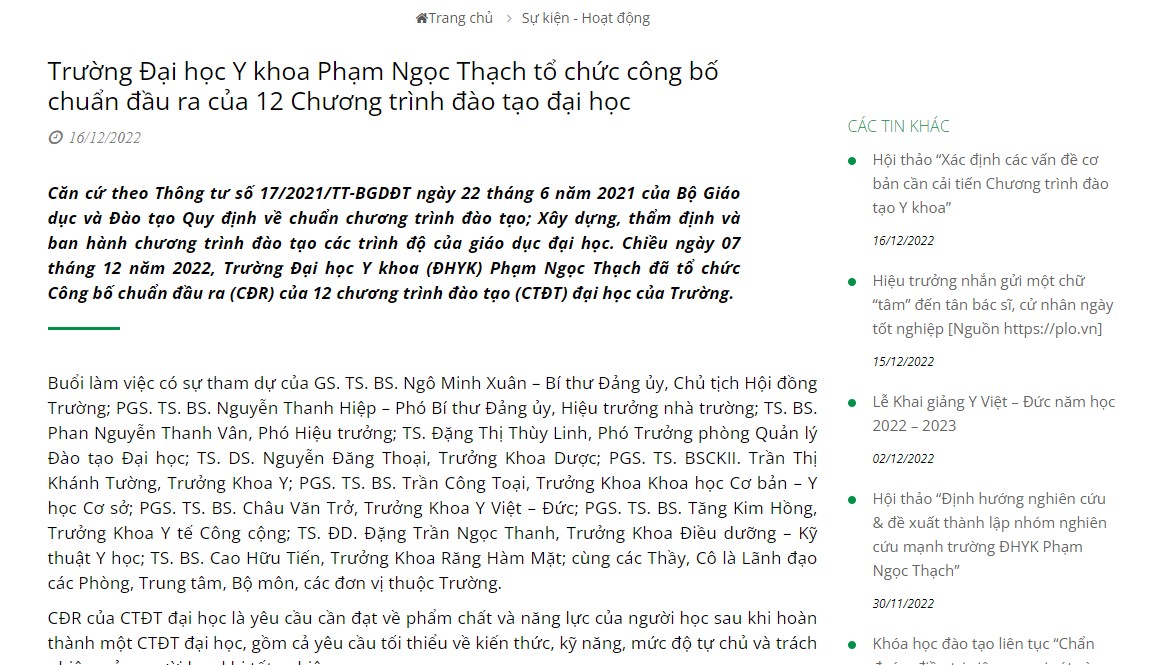 Trang chủ > Sự kiện - Hoạt động
Trường Đại học Y khoa Phạm Ngọc Thạch tổ chức công bố
chuẩn đầu ra của 12 Chương trình đào tạo đại học
16/12/2022
Căn cứ theo Thông tư số 17/2021/TT-BGDĐT ngày 22 tháng 6 năm 2021 của Bộ Giáo
dục và Đào tạo Quy định về chuẩn chương trình đào tạo; Xây dựng, thẩm định và
ban hành chương trình đào tạo các trình độ của giáo dục đại học. Chiều ngày 07
tháng 12 năm 2022, Trường Đại học Y khoa (ĐHYK) Phạm Ngọc Thạch đã tổ chức
Công bố chuẩn đầu ra (CĐR) của 12 chương trình đào tạo (CTĐT) đại học của Trường.
Buổi làm việc có sự tham dự của GS. TS. BS. Ngô Minh Xuân – Bí thư Đảng ủy, Chủ tịch Hội đồng
Trường; PGS. TS. BS. Nguyễn Thanh Hiệp – Phó Bí thư Đảng ủy, Hiệu trưởng nhà trường; TS. BS.
Phan Nguyễn Thanh Vân, Phó Hiệu trưởng; TS. Đặng Thị Thùy Linh, Phó Trưởng phòng Quản lý
Đào tạo Đại học; TS. DS. Nguyễn Đăng Thoại, Trưởng Khoa Dược; PGS. TS. BSCKII. Trần Thị
Khánh Tường, Trưởng Khoa Y; PGS. TS. BS. Trần Công Toại, Trưởng Khoa Khoa học Cơ bản – Y
học Cơ sở; PGS. TS. BS. Châu Văn Trở, Trưởng Khoa Y Việt – Đức; PGS. TS. BS. Tăng Kim Hồng,
Trưởng Khoa Y tế Công cộng; TS. ĐD. Đặng Trần Ngọc Thanh, Trưởng Khoa Điều dưỡng – Kỹ
thuật Y học; TS. BS. Cao Hữu Tiến, Trưởng Khoa Răng Hàm Mặt; cùng các Thầy, Cô là Lãnh đạo
các Phòng, Trung tâm, Bộ môn, các đơn vị thuộc Trường.
CĐR của CTĐT đại học là yêu cầu cần đạt về phẩm chất và năng lực của người học sau khi hoàn
thành một CTĐT đại học, gồm cả yêu cầu tối thiểu về kiến thức, kỹ năng, mức độ tự chủ và trách
CÁC TIN KHÁC
Hội thảo “Xác định các vấn đề cơ
bản cần cải tiến Chương trình đào
tạo Y khoa”
16/12/2022
Hiệu trưởng nhắn gửi một chữ
“tâm” đến tân bác sĩ, cử nhân ngày
tốt nghiệp [Nguồn https://plo.vn]
15/12/2022
Lễ Khai giảng Y Việt – Đức năm học
2022 – 2023
02/12/2022
Hội thảo “Định hướng nghiên cứu
& đề xuất thành lập nhóm nghiên
cứu mạnh trường ĐHYK Phạm
Ngọc Thạch”
30/11/2022
Khóa học đào tạo liên tục “Chẩn